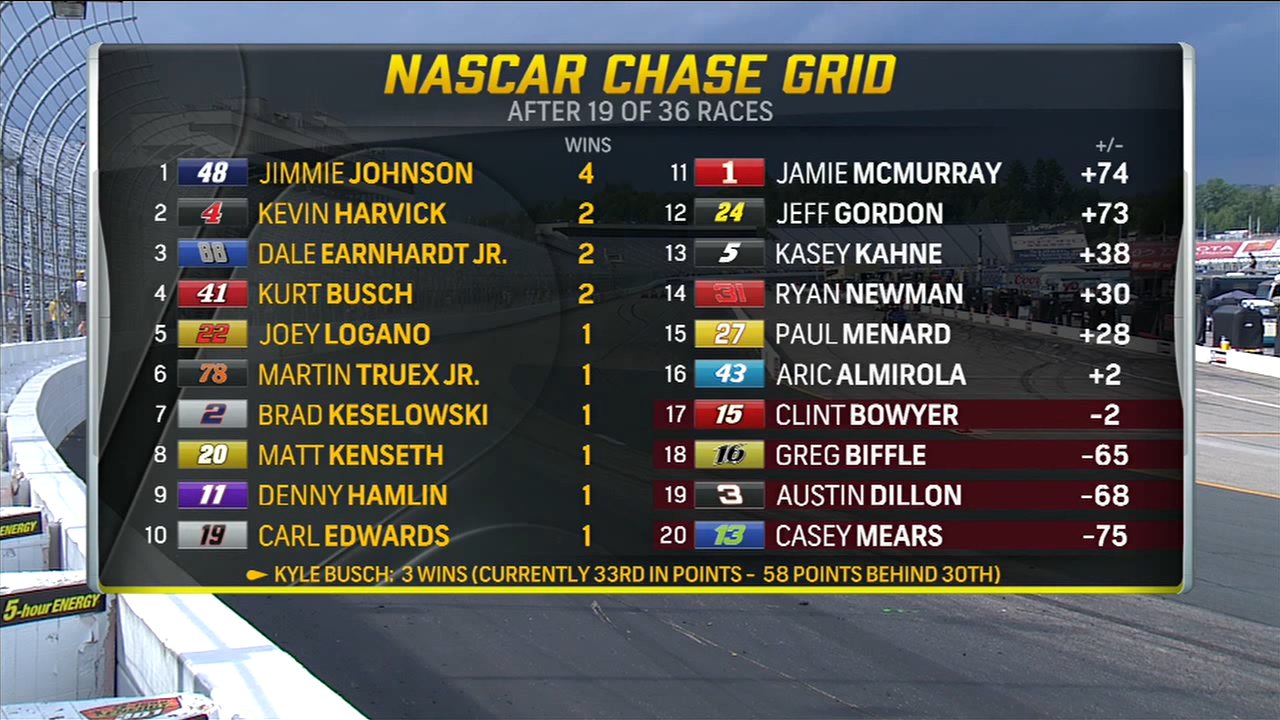 NASCAR CHASE GRID
AFTER 19 OF 36 RACES
WINS
1 48 JIMMIE JOHNSON 4
2 4 KEVIN HARVICK 2
3 88 DALE EARNHARDT JR. 2
4 41 KURT BUSCH 2
5 22 JOEY LOGANO 1
6 78 MARTIN TRUEX JR. 1
7 2 BRAD KESELOWSKI 1
8 20 MATT KENSETH 1
9 11 DENNY HAMLIN 1
10 19 CARL EDWARDS 1
+/-
11 1 JAMIE MCMURRAY +74
12 24 JEFF GORDON +73
13 5 KASEY KAHNE +38
14 31 RYAN NEWMAN +30
15 27 PAUL MENARD +28
16 43 ARIC ALMIROLA +2
17 15 CLINT BOWYER -2
18 16 GREG BIFFLE -65
19 3 AUSTIN DILLON -68
20 13 CASEY MEARS -75
KYLE BUSCH: 3 WINS (CURRENTLY 33RD IN POINTS - 58 POINTS BEHIND 30TH)
ENERGY
5-hour ENERGY